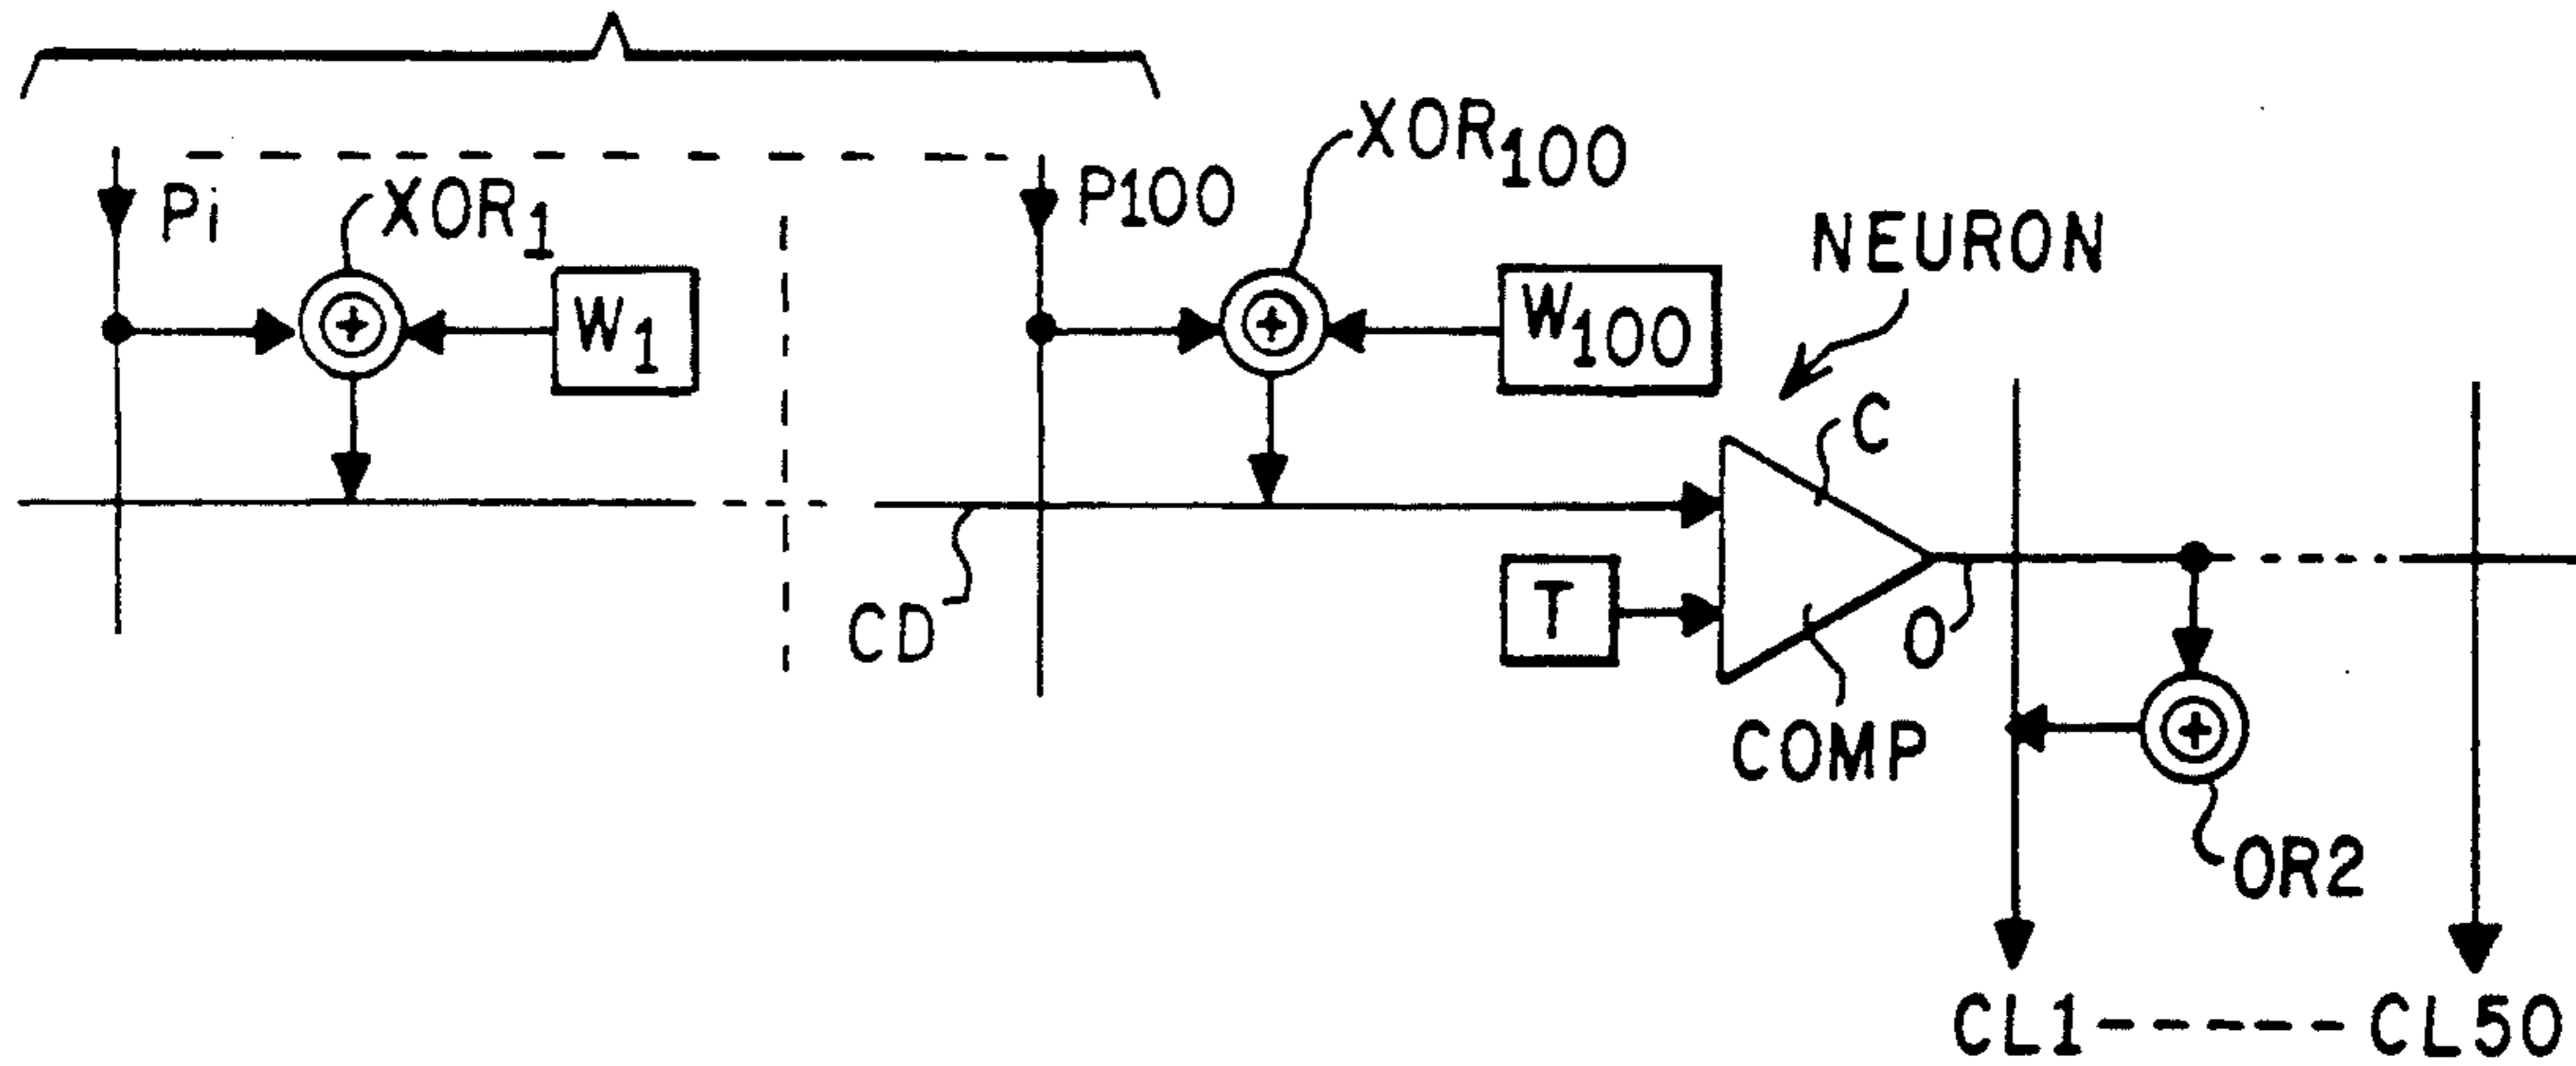 XOR100
Pi
XOR1
P100
NEURON
W1
W100
C
T
CD
O
COMP
OR2
CL1 ----- CL50